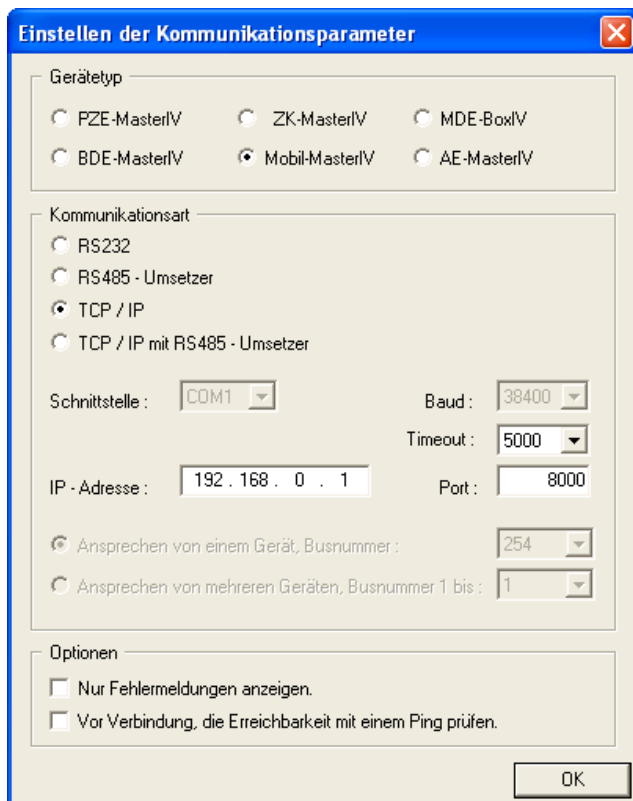 Einstellen der Kommunikationsparameter
Gerätetyp
PZE-MasterIV ZK-MasterIV MDE-BoxIV
BDE-MasterIV Mobil-MasterIV AE-MasterIV
Kommunikationsart
RS232
RS485 - Umsetzer
TCP / IP
TCP / IP mit RS485 - Umsetzer
Schnittstelle : COM1 Baud : 38400
Timeout : 5000
IP - Adresse : 192 . 168 . 0 . 1 Port : 8000
Ansprechen von einem Gerät, Busnummer : 254
Ansprechen von mehreren Geräten, Busnummer 1 bis : 1
Optionen
Nur Fehlermeldungen anzeigen.
Vor Verbindung, die Erreichbarkeit mit einem Ping prüfen.
OK